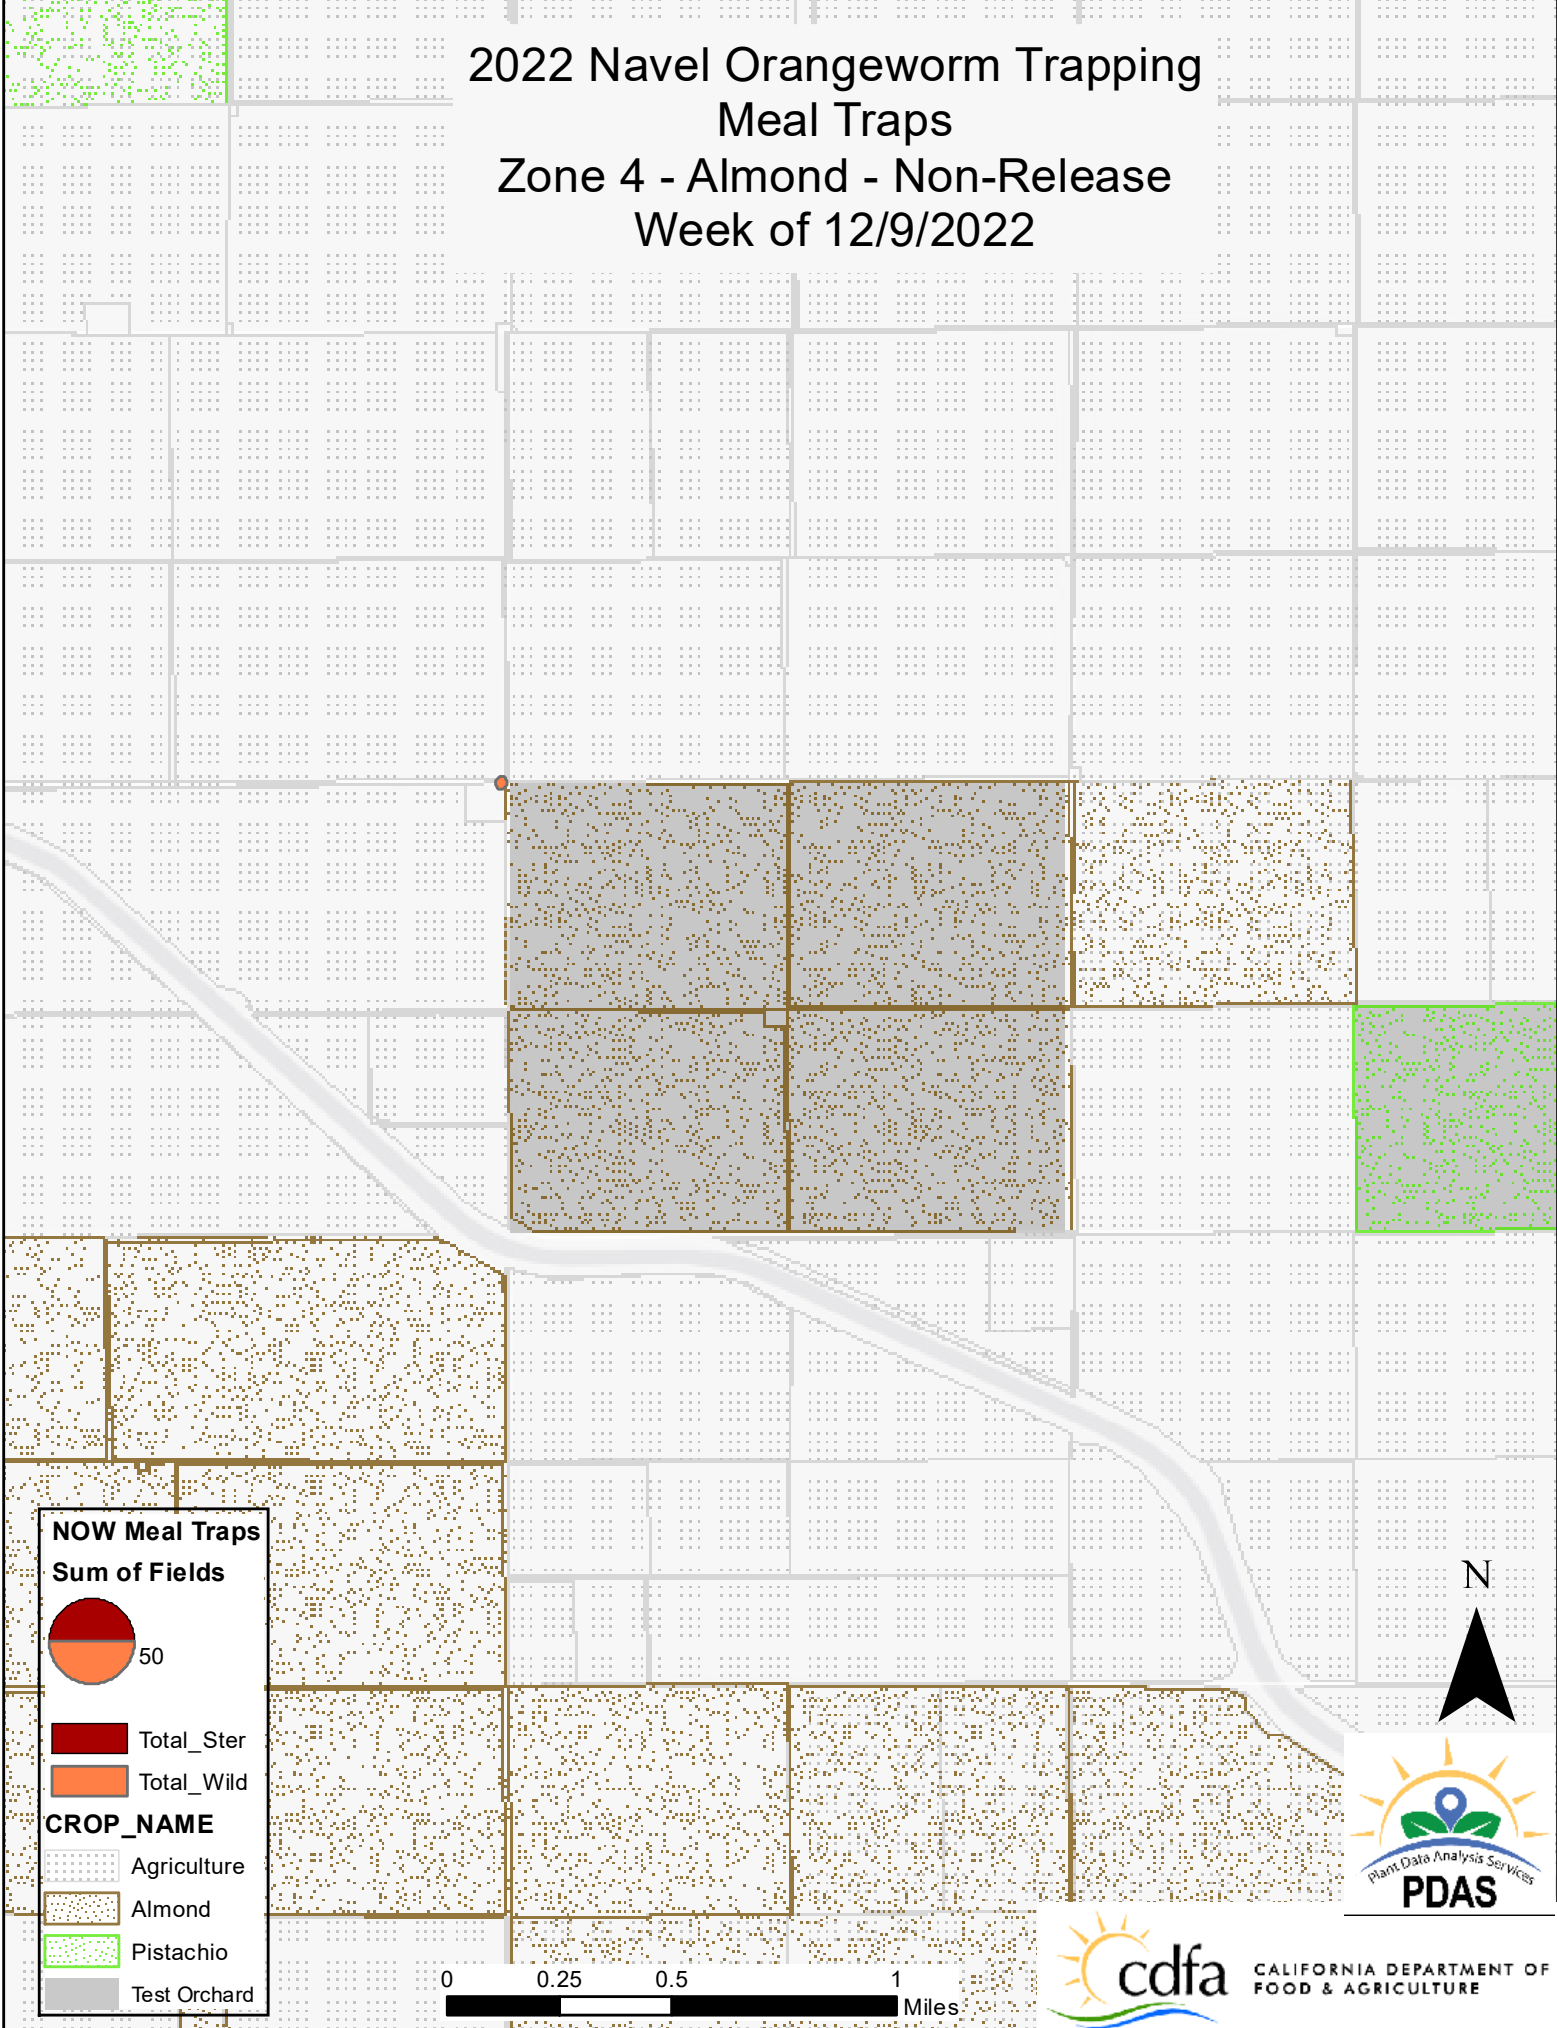 2022 Navel Orangeworm Trapping
Meal Traps
Zone 4 - Almond - Non-Release
Week of 12/9/2022
NOW Meal Traps
Sum of Fields
50
Total_Ster
Total_Wild
CROP_NAME
Agriculture
Almond
Pistachio
Test Orchard
0 0.25 0.5 1
Miles
N
Plant Data Analysis Services
PDAS
cdfa
CALIFORNIA DEPARTMENT OF
FOOD & AGRICULTURE